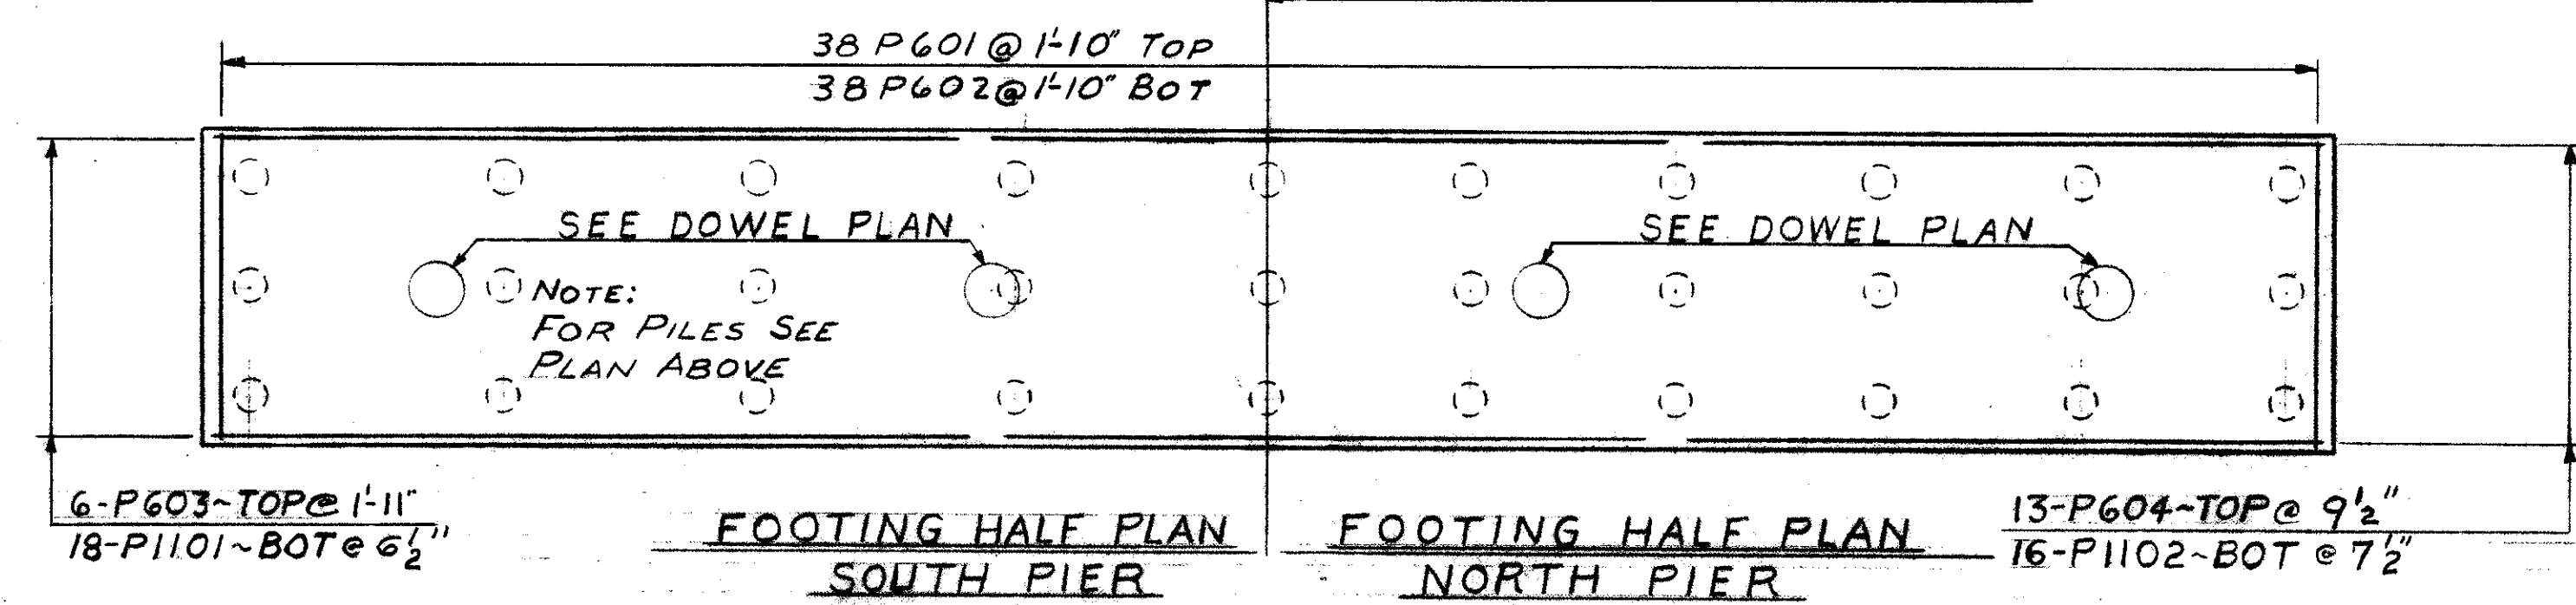 38 P601 @ 1'-10" TOP
38 P602 @ 1'-10" BOT
SEE DOWEL PLAN
SEE DOWEL PLAN
NOTE:
FOR PILES SEE
PLAN ABOVE
6-P603~TOP @ 1'-11"
18-P1101~BOT @ 6½"
FOOTING HALF PLAN
SOUTH PIER
FOOTING HALF PLAN
NORTH PIER
13-P604~TOP @ 9½"
16-P1102~BOT @ 7½"